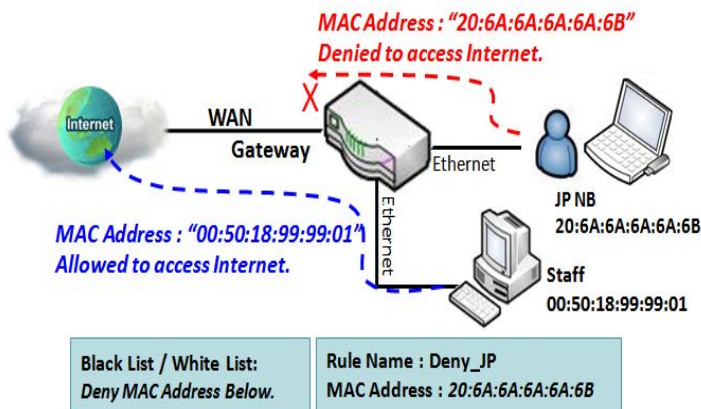 MAC Address : “20:6A:6A:6A:6A:6B”
Denied to access Internet.
Internet
WAN
Gateway
Ethernet
JP NB
20:6A:6A:6A:6A:6B
Ethernet
MAC Address : “00:50:18:99:99:01”
Allowed to access Internet.
Staff
00:50:18:99:99:01
Black List / White List:
Deny MAC Address Below.
Rule Name : Deny_JP
MAC Address : 20:6A:6A:6A:6A:6B